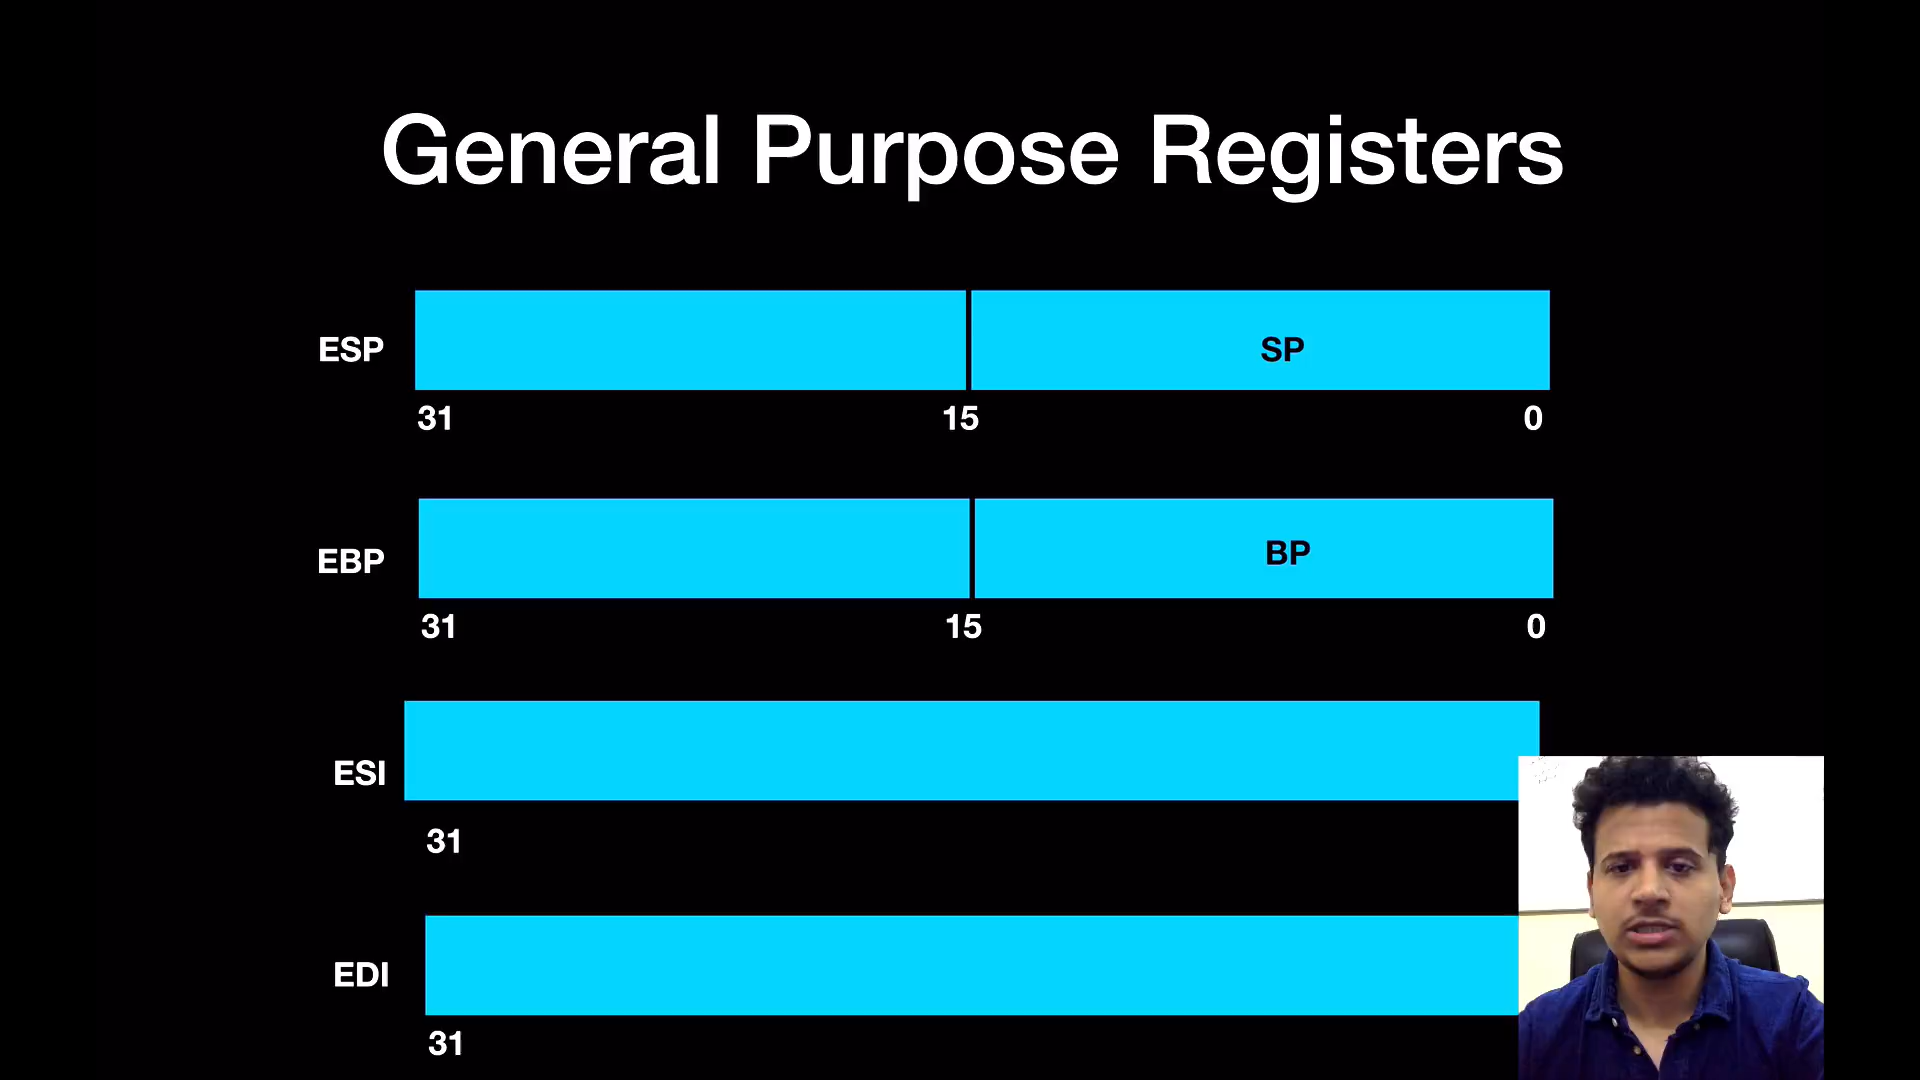 General Purpose Registers
ESP
SP
31 15 0
EBP
BP
31 15 0
ESI
31
EDI
31